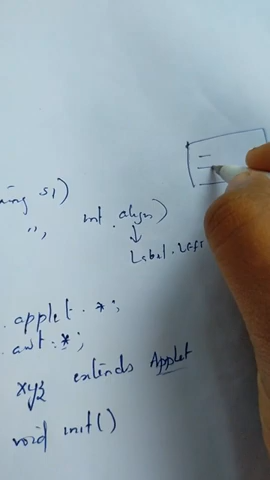 ing s1)
", int align)
Label.Left
. applet . *;
. awt . *;
xyz extends Applet
void init()